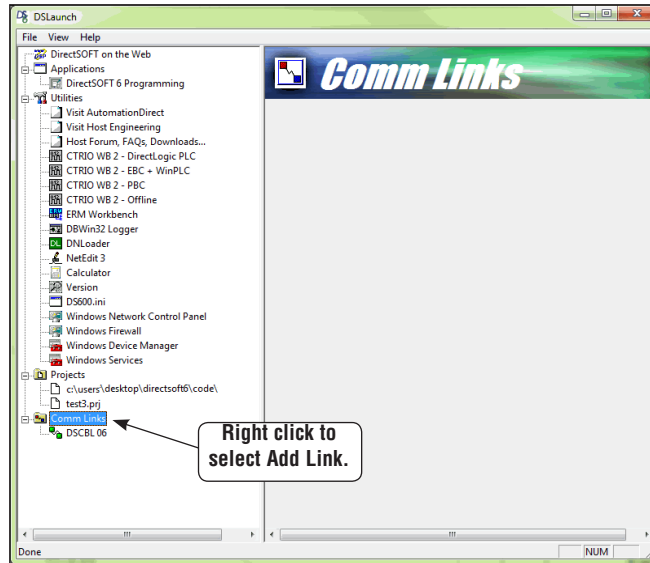 DSLaunch
File View Help
DirectSOFT on the Web
Applications
DirectSOFT 6 Programming
Utilities
Visit AutomationDirect
Visit Host Engineering
Host Forum, FAQs, Downloads...
CTRIO WB 2 - DirectLogic PLC
CTRIO WB 2 - EBC + WinPLC
CTRIO WB 2 - PBC
CTRIO WB 2 - Offline
ERM Workbench
DBWin32 Logger
DL DNLoader
NetEdit 3
Calculator
Version
DS600.ini
Windows Network Control Panel
Windows Firewall
Windows Device Manager
Windows Services
Projects
c:\users\desktop\directsoft6\code\
test3.prj
Comm Links
DSCBL 06
Comm Links
Right click to
select Add Link.
Done
NUM